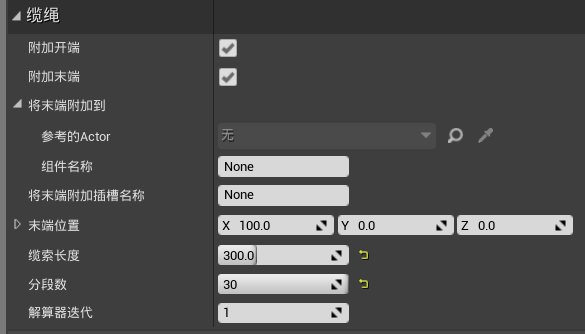 缆绳
附加开端
附加末端
将末端附加到
参考的Actor 无
组件名称 None
将末端附加插槽名称 None
末端位置 X 100.0 Y 0.0 Z 0.0
缆索长度 300.0
分段数 30
解算器迭代 1